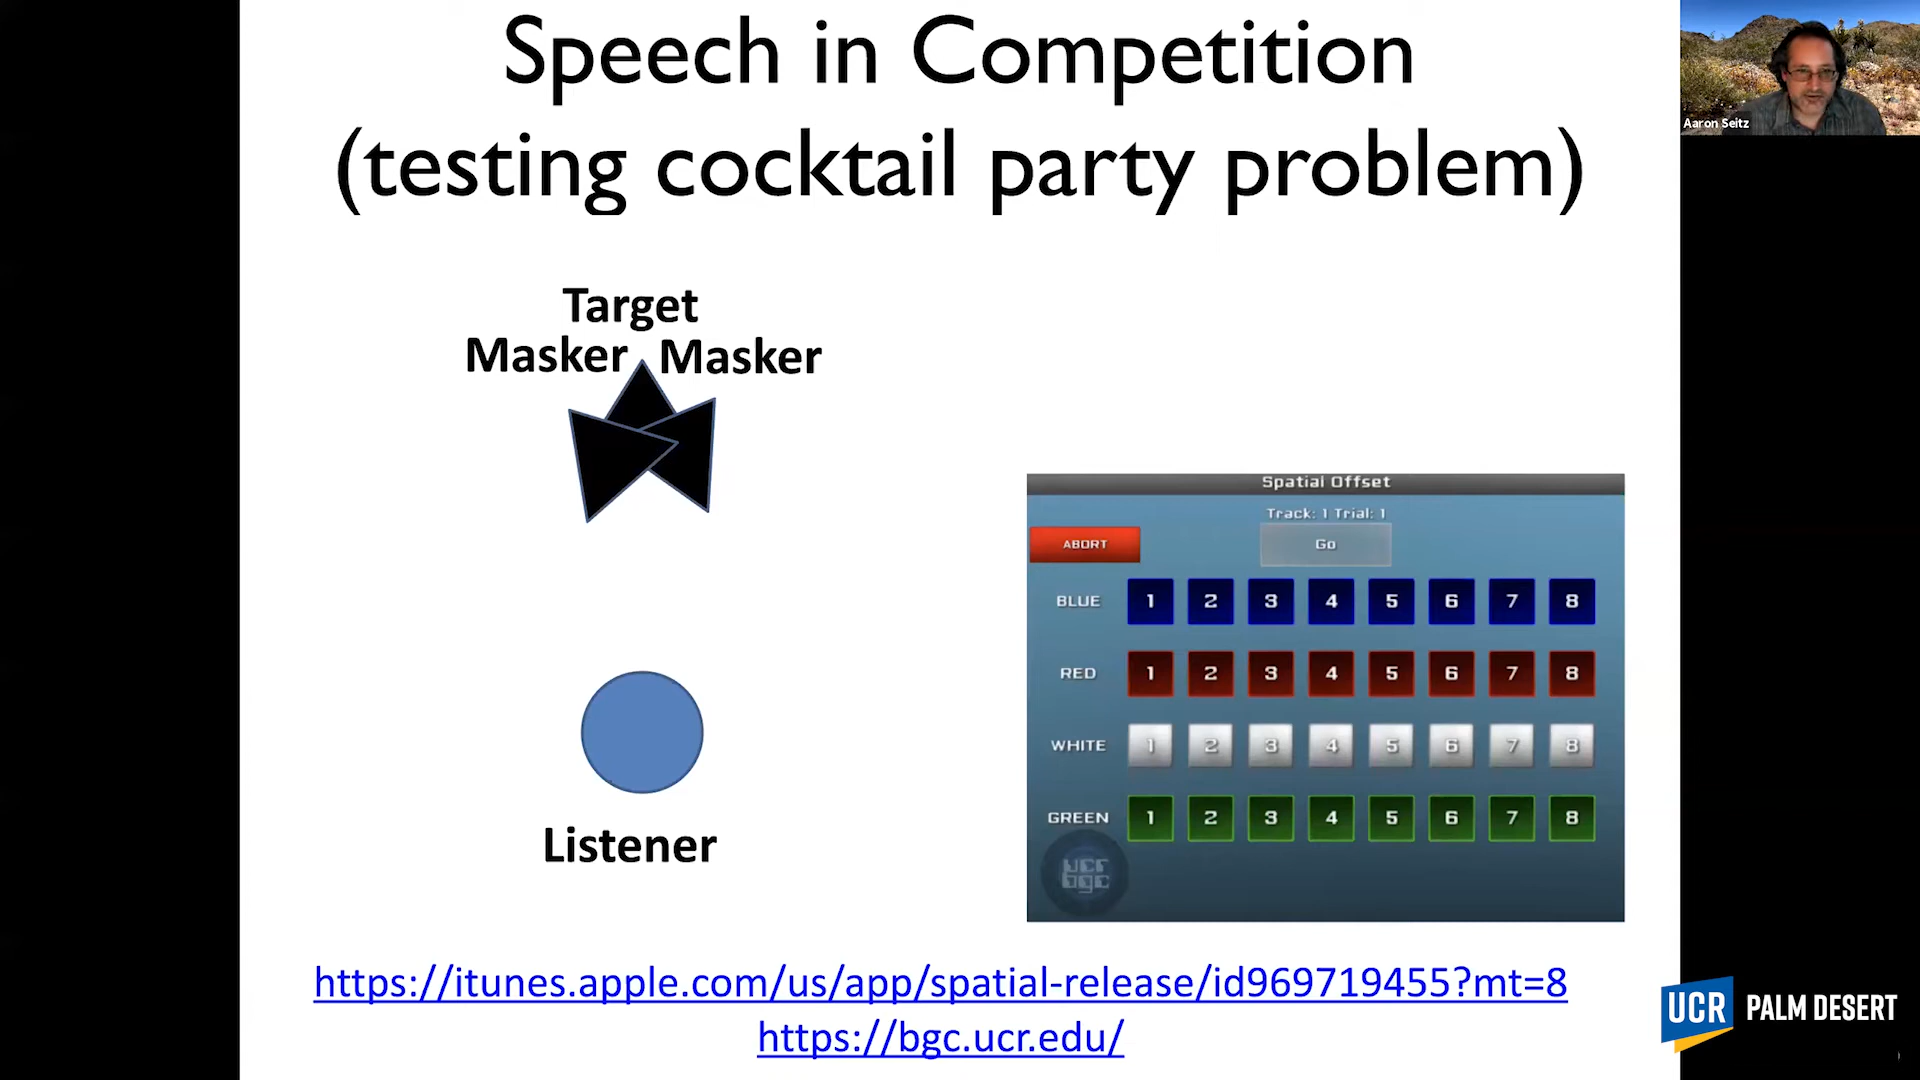 Speech in Competition
(testing cocktail party problem)
Aaron Seitz
Target
Masker Masker
Listener
Spatial Offset
Track: 1 Trial: 1
ABORT
Go
BLUE 1 2 3 4 5 6 7 8
RED 1 2 3 4 5 6 7 8
WHITE 1 2 3 4 5 6 7 8
GREEN 1 2 3 4 5 6 7 8
ucr
bgc
https://itunes.apple.com/us/app/spatial-release/id969719455?mt=8
https://bgc.ucr.edu/
UCR PALM DESERT